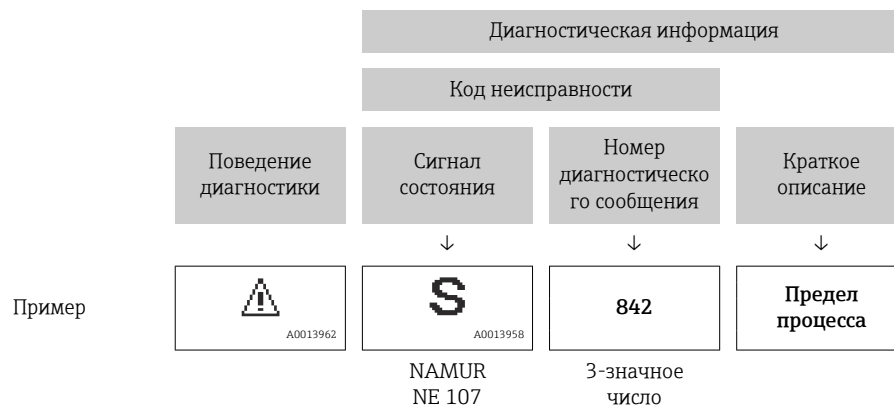 Диагностическая информация
Код неисправности
Поведение
диагностики
Сигнал
состояния
Номер
диагностическо
го сообщения
Краткое
описание
↓
↓
↓
Пример
A0013962
S
A0013958
842
Предел
процесса
NAMUR
NE 107
3-значное
число